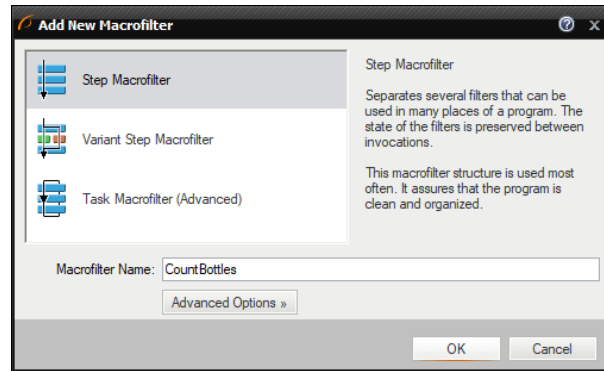 Add New Macrofilter
Step Macrofilter
Variant Step Macrofilter
Task Macrofilter (Advanced)
Step Macrofilter
Separates several filters that can be
used in many places of a program. The
state of the filters is preserved between
invocations.
This macrofilter structure is used most
often. It assures that the program is
clean and organized.
Macrofilter Name: CountBottles
Advanced Options »
OK Cancel